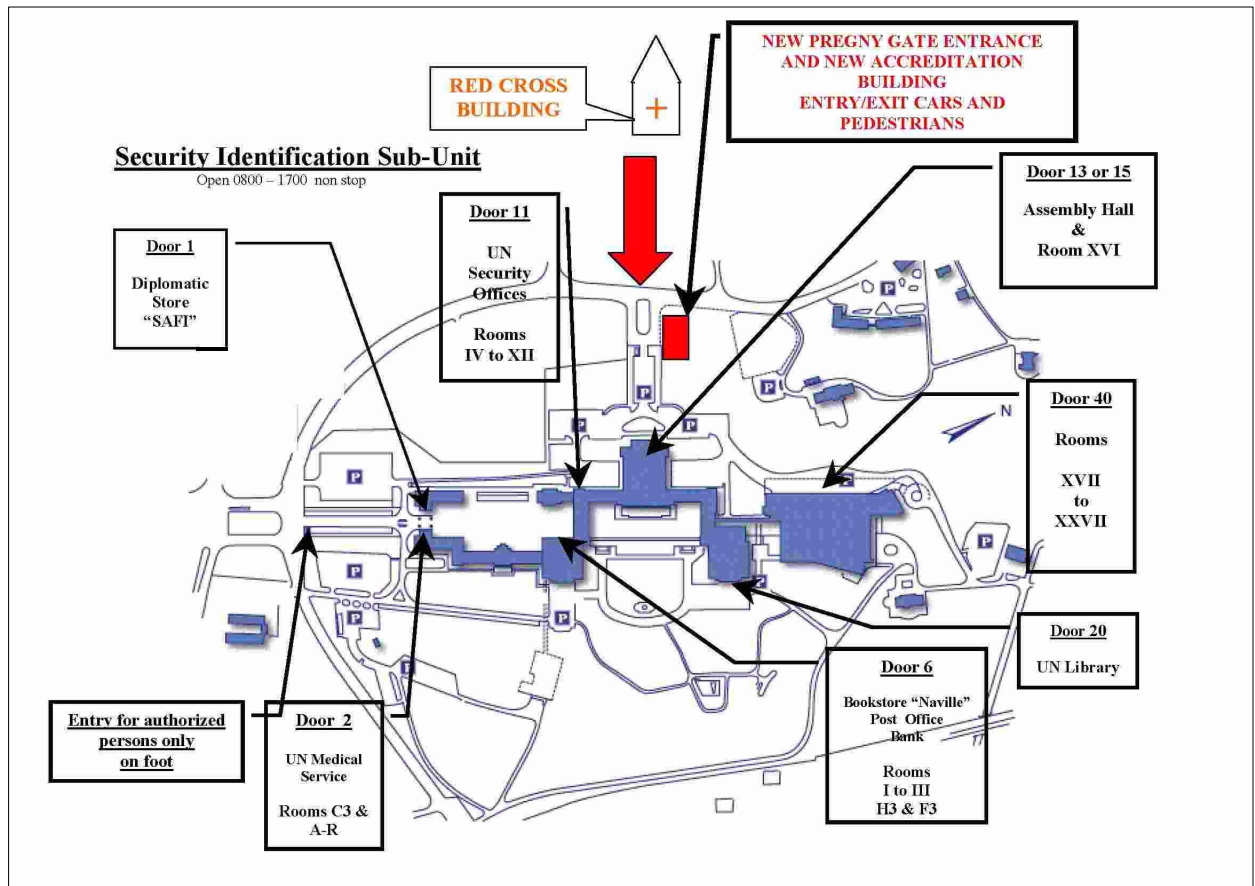 NEW PREGNY GATE ENTRANCE
AND NEW ACCREDITATION
BUILDING
ENTRY/EXIT CARS AND
PEDESTRIANS
RED CROSS
BUILDING
Security Identification Sub-Unit
Open 0800 – 1700 non stop
Door 1
Diplomatic
Store
“SAFI”
Door 11
UN
Security
Offices
Rooms
IV to XII
Door 13 or 15
Assembly Hall
&
Room XVI
Door 40
Rooms
XVII
to
XXVII
N
P
P
P
P
P
P
P
P
P
P
P
P
P
Door 20
UN Library
Door 6
Bookstore “Naville”
Post Office
Bank
Rooms
I to III
H3 & F3
Door 2
UN Medical
Service
Rooms C3 &
A-R
Entry for authorized
persons only
on foot